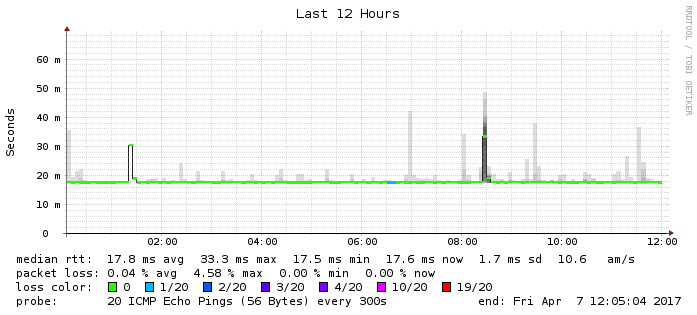 Last 12 Hours
RRDTOOL / TOBI OETIKER
Seconds
60 m
50 m
40 m
30 m
20 m
10 m
0
02:00 04:00 06:00 08:00 10:00 12:00
median rtt: 17.8 ms avg 33.3 ms max 17.5 ms min 17.6 ms now 1.7 ms sd 10.6 am/s
packet loss: 0.04 % avg 4.58 % max 0.00 % min 0.00 % now
loss color: 0 1/20 2/20 3/20 4/20 10/20 19/20
probe: 20 ICMP Echo Pings (56 Bytes) every 300s end: Fri Apr 7 12:05:04 2017